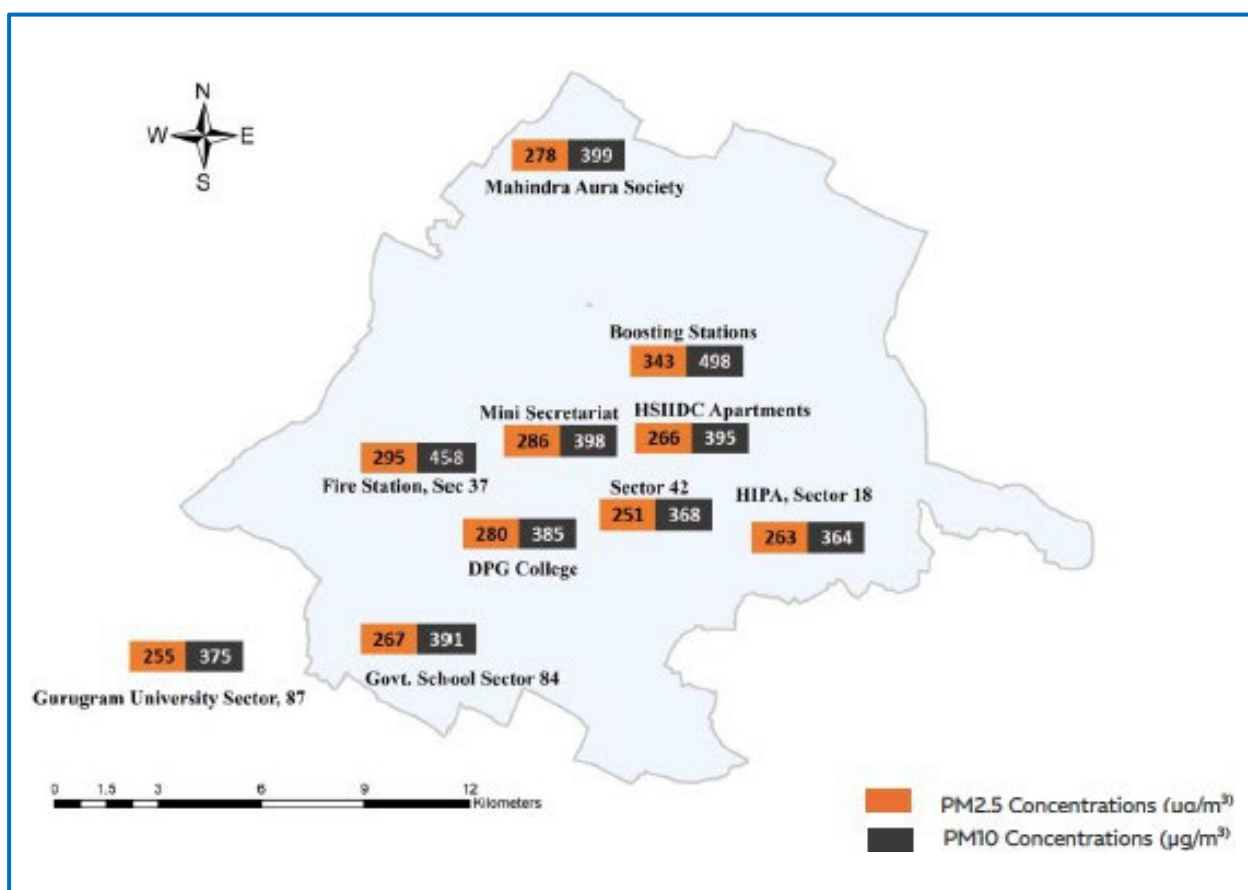 N
W E
S
278 399
Mahindra Aura Society
Boosting Stations
343 498
Mini Secretariat
286 398
HSIIDC Apartments
266 395
295 458
Fire Station, Sec 37
Sector 42
251 368
HIPA, Sector 18
263 364
280 385
DPG College
267 391
Govt. School Sector 84
255 375
Gurugram University Sector, 87
0 1.5 3 6 9 12
Kilometers
PM2.5 Concentrations (µg/m³⁾
PM10 Concentrations (µg/m³⁾